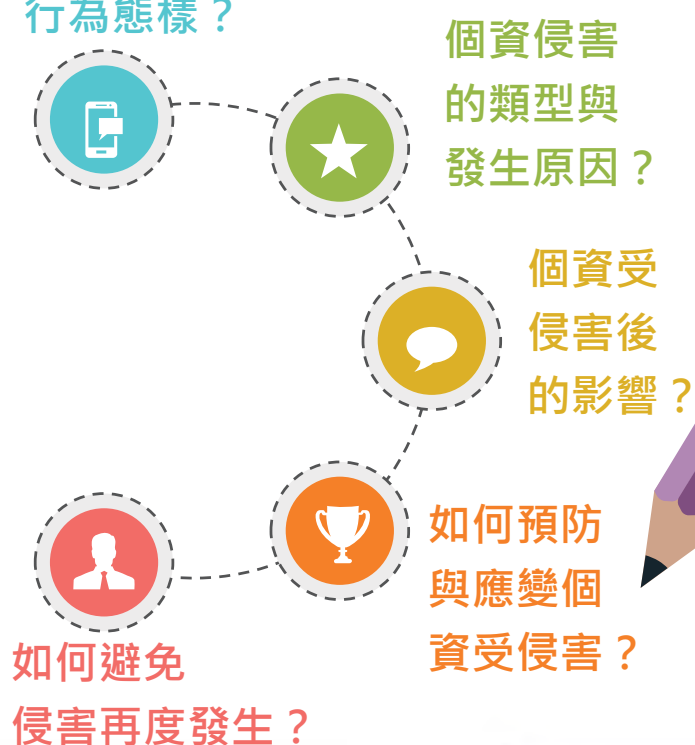 行為態樣？
個資侵害
的類型與
發生原因？
個資受
侵害後
的影響？
如何預防
與應變個
資受侵害？
如何避免
侵害再度發生？